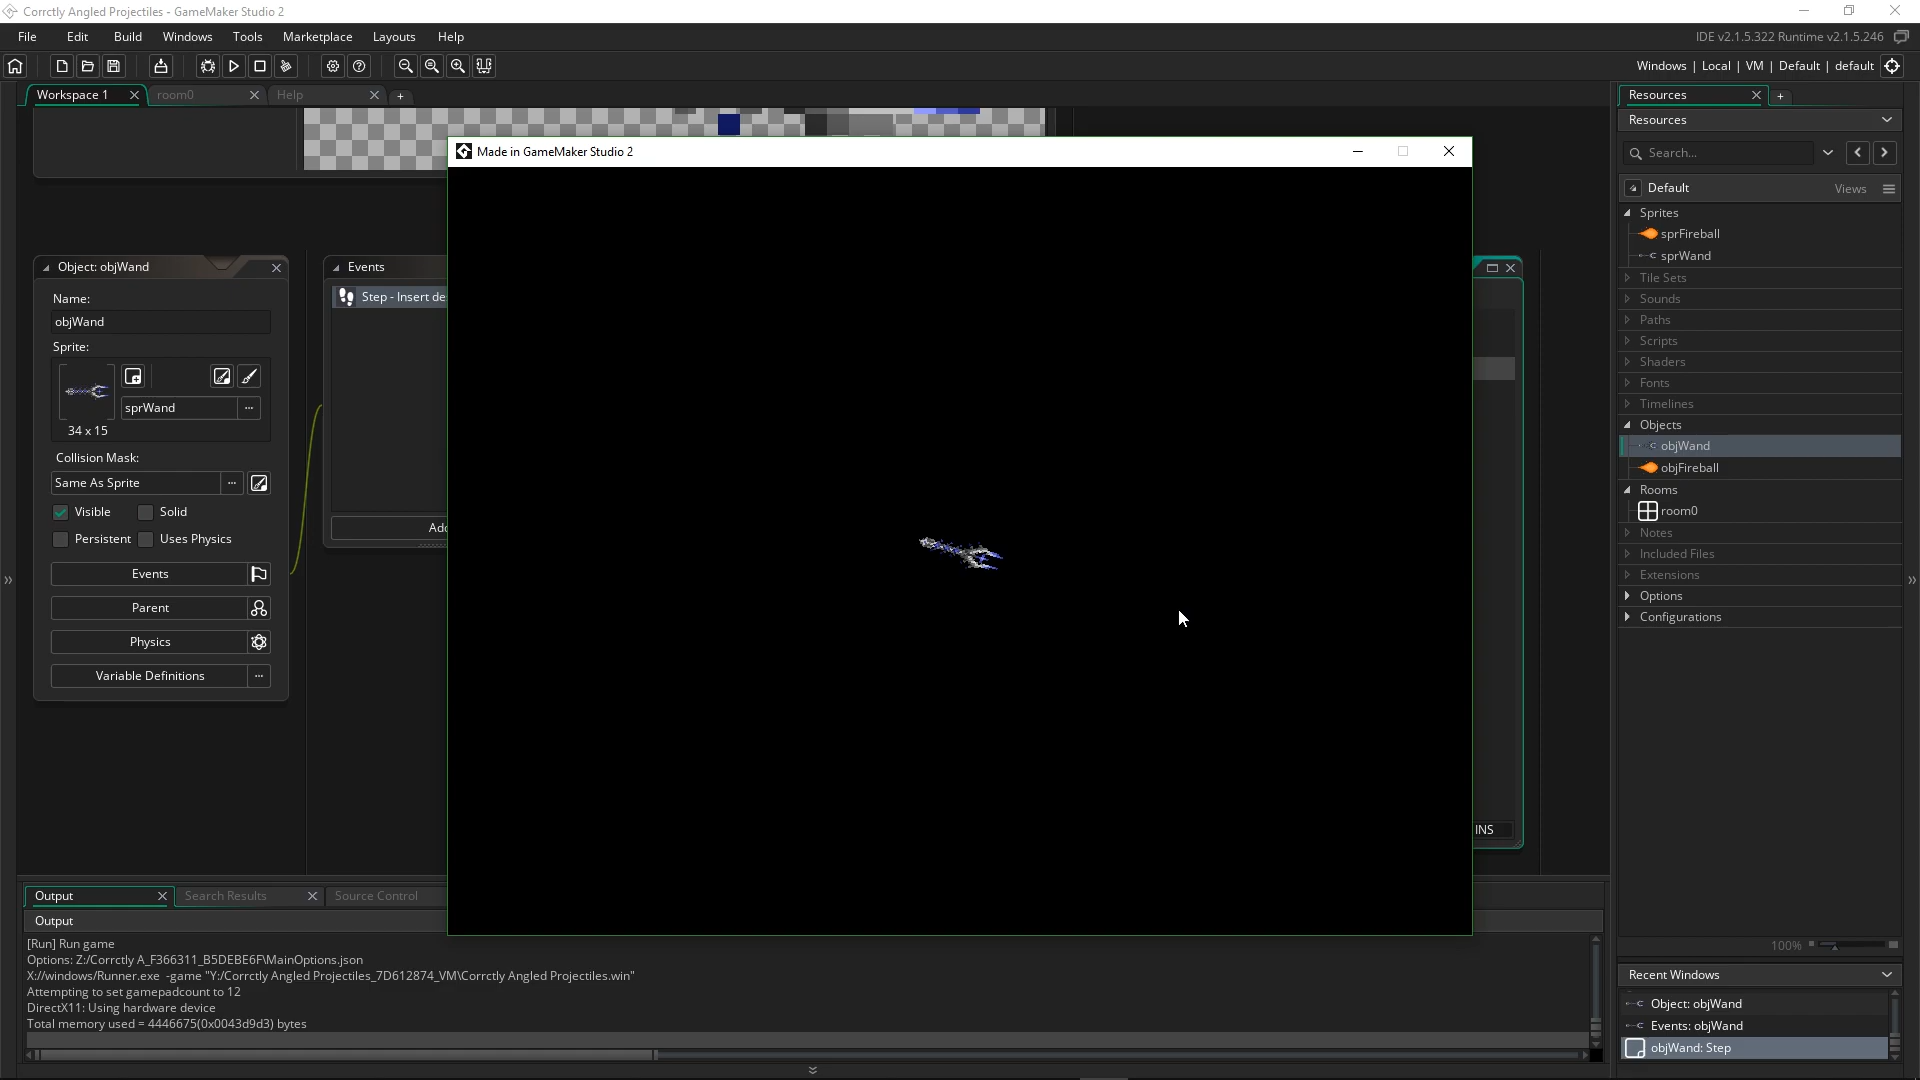 Corrctly Angled Projectiles - GameMaker Studio 2
File Edit Build Windows Tools Marketplace Layouts Help
IDE v2.1.5.322 Runtime v2.1.5.246
Windows | Local | VM | Default | default
Workspace 1
room0
Help
Made in GameMaker Studio 2
Object: objWand
Name:
objWand
Sprite:
sprWand
34 x 15
Collision Mask:
Same As Sprite
Visible
Solid
Persistent
Uses Physics
Events
Parent
Physics
Variable Definitions
Events
Step - Insert de
Add
INS
Resources
Resources
Search...
Default
Views
Sprites
sprFireball
sprWand
Tile Sets
Sounds
Paths
Scripts
Shaders
Fonts
Timelines
Objects
objWand
objFireball
Rooms
room0
Notes
Included Files
Extensions
Options
Configurations
100%
Recent Windows
Object: objWand
Events: objWand
objWand: Step
Output
Search Results
Source Control
Output
[Run] Run game
Options: Z:/Corrctly A_F366311_B5DEBE6F\MainOptions.json
X://windows/Runner.exe -game "Y:/Corrctly Angled Projectiles_7D612874_VM\Corrctly Angled Projectiles.win"
Attempting to set gamepadcount to 12
DirectX11: Using hardware device
Total memory used = 4446675(0x0043d9d3) bytes